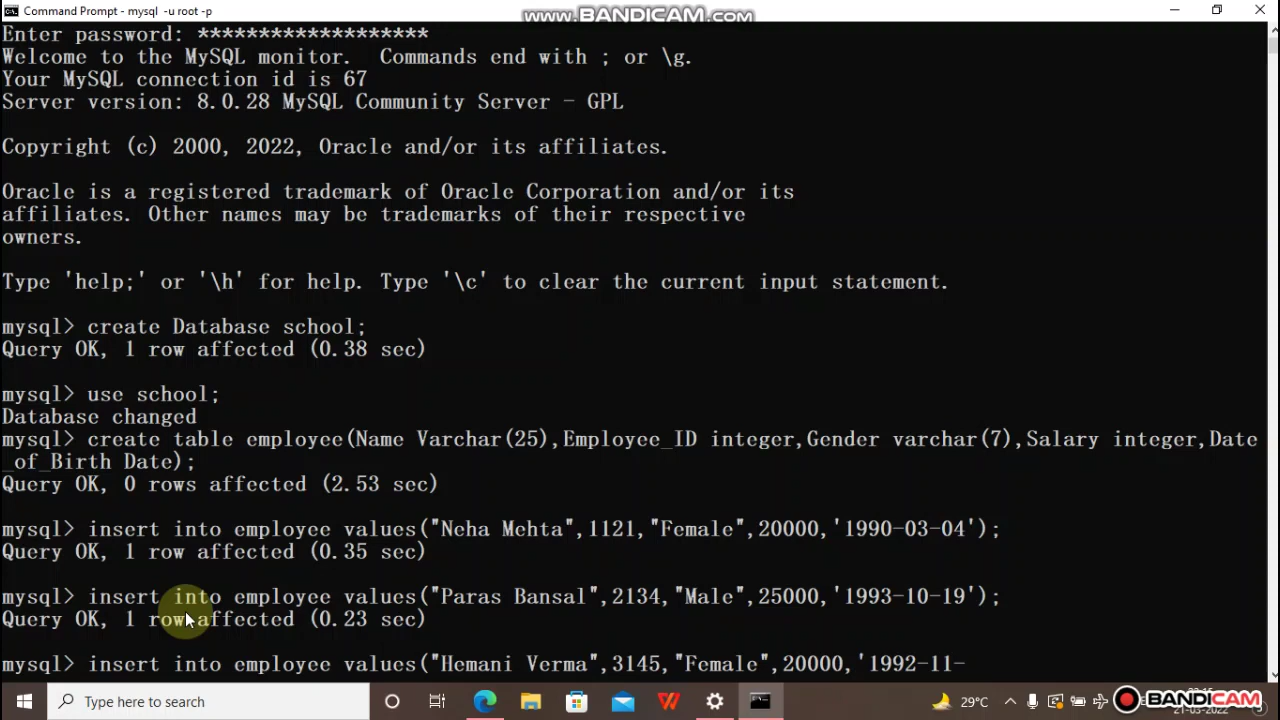 Command Prompt - mysql -u root -p
www.BANDICAM.com
Enter password: *******************
Welcome to the MySQL monitor.  Commands end with ; or \g.
Your MySQL connection id is 67
Server version: 8.0.28 MySQL Community Server - GPL
Copyright (c) 2000, 2022, Oracle and/or its affiliates.
Oracle is a registered trademark of Oracle Corporation and/or its
affiliates. Other names may be trademarks of their respective
owners.
Type 'help;' or '\h' for help. Type '\c' to clear the current input statement.
mysql> create Database school;
Query OK, 1 row affected (0.38 sec)
mysql> use school;
Database changed
mysql> create table employee(Name Varchar(25),Employee_ID integer,Gender varchar(7),Salary integer,Date
_of_Birth Date);
Query OK, 0 rows affected (2.53 sec)
mysql> insert into employee values("Neha Mehta",1121,"Female",20000,'1990-03-04');
Query OK, 1 row affected (0.35 sec)
mysql> insert into employee values("Paras Bansal",2134,"Male",25000,'1993-10-19');
Query OK, 1 row affected (0.23 sec)
mysql> insert into employee values("Hemani Verma",3145,"Female",20000,'1992-11-
Type here to search
29°C
21-03-2022
BANDICAM